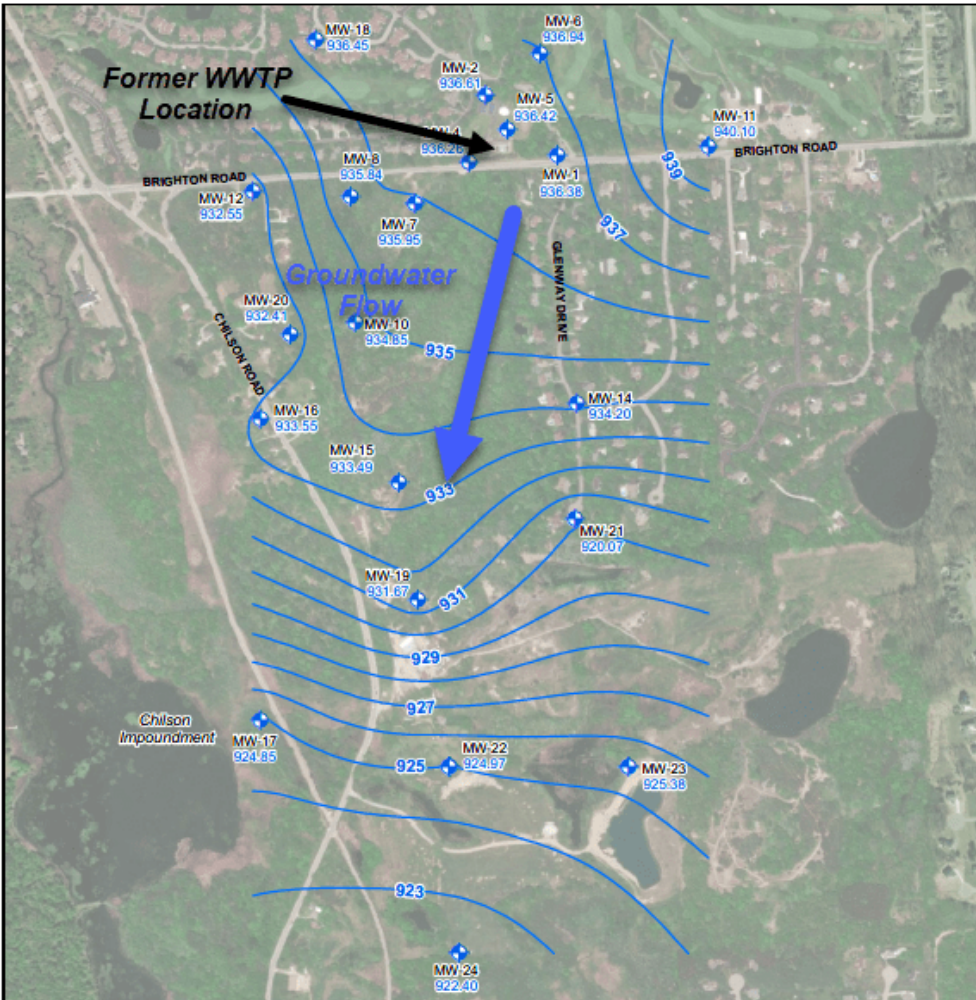 MW-18
936.45
MW-6
936.94
Former WWTP
Location
MW-2
936.61
MW-5
936.42
MW-4
936.26
MW-11
940.10
BRIGHTON ROAD
MW-8
935.84
939
BRIGHTON ROAD
MW-1
936.38
MW-12
932.55
MW-7
935.95
937
GLENWAY DRIVE
Groundwater
Flow
MW-20
932.41
MW-10
934.85
CHILSON ROAD
935
MW-14
934.20
MW-16
933.55
MW-15
933.49
933
MW-21
920.07
MW-19
931.67
931
929
927
Chilson
Impoundment
MW-17
924.85
MW-22
924.97
925
MW-23
925.38
923
MW-24
922.40